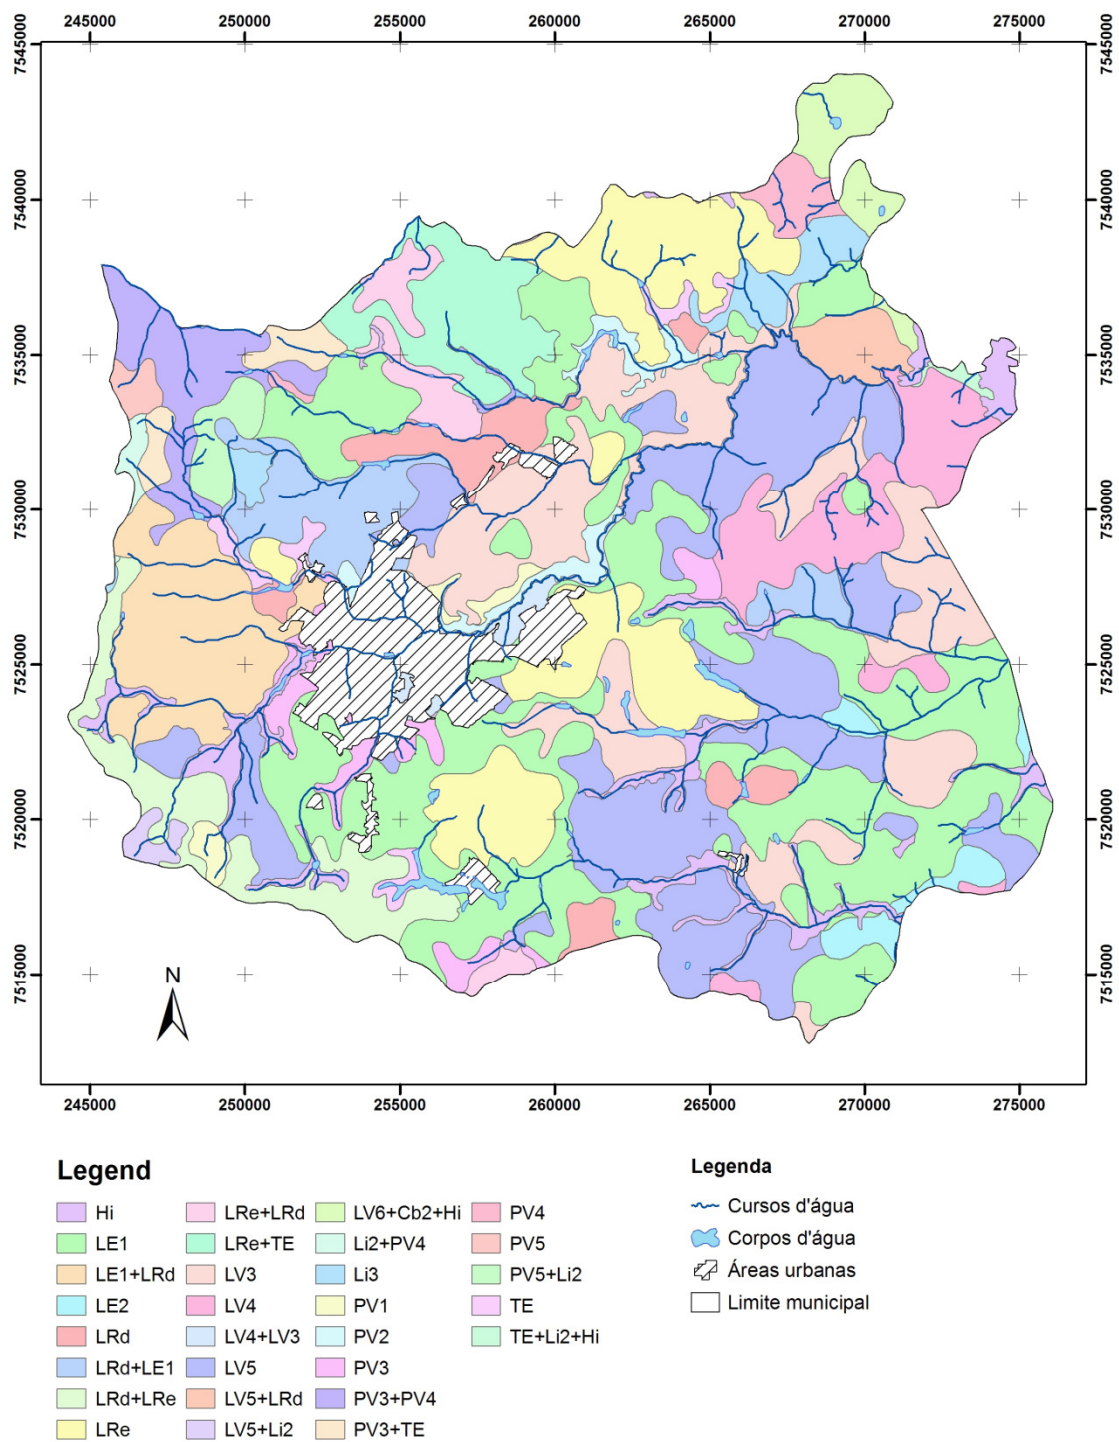 245000 250000 255000 260000 265000 270000 275000
7545000 7545000
7540000 7540000
7535000 7535000
7530000 7530000
7525000 7525000
7520000 7520000
7515000 7515000
N
245000 250000 255000 260000 265000 270000 275000
Legend
Hi
LE1
LE1+LRd
LE2
LRd
LRd+LE1
LRd+LRe
LRe
LRe+LRd
LRe+TE
LV3
LV4
LV4+LV3
LV5
LV5+LRd
LV5+Li2
LV6+Cb2+Hi
Li2+PV4
Li3
PV1
PV2
PV3
PV3+PV4
PV3+TE
PV4
PV5
PV5+Li2
TE
TE+Li2+Hi
Legenda
Cursos d'água
Corpos d'água
Áreas urbanas
Limite municipal